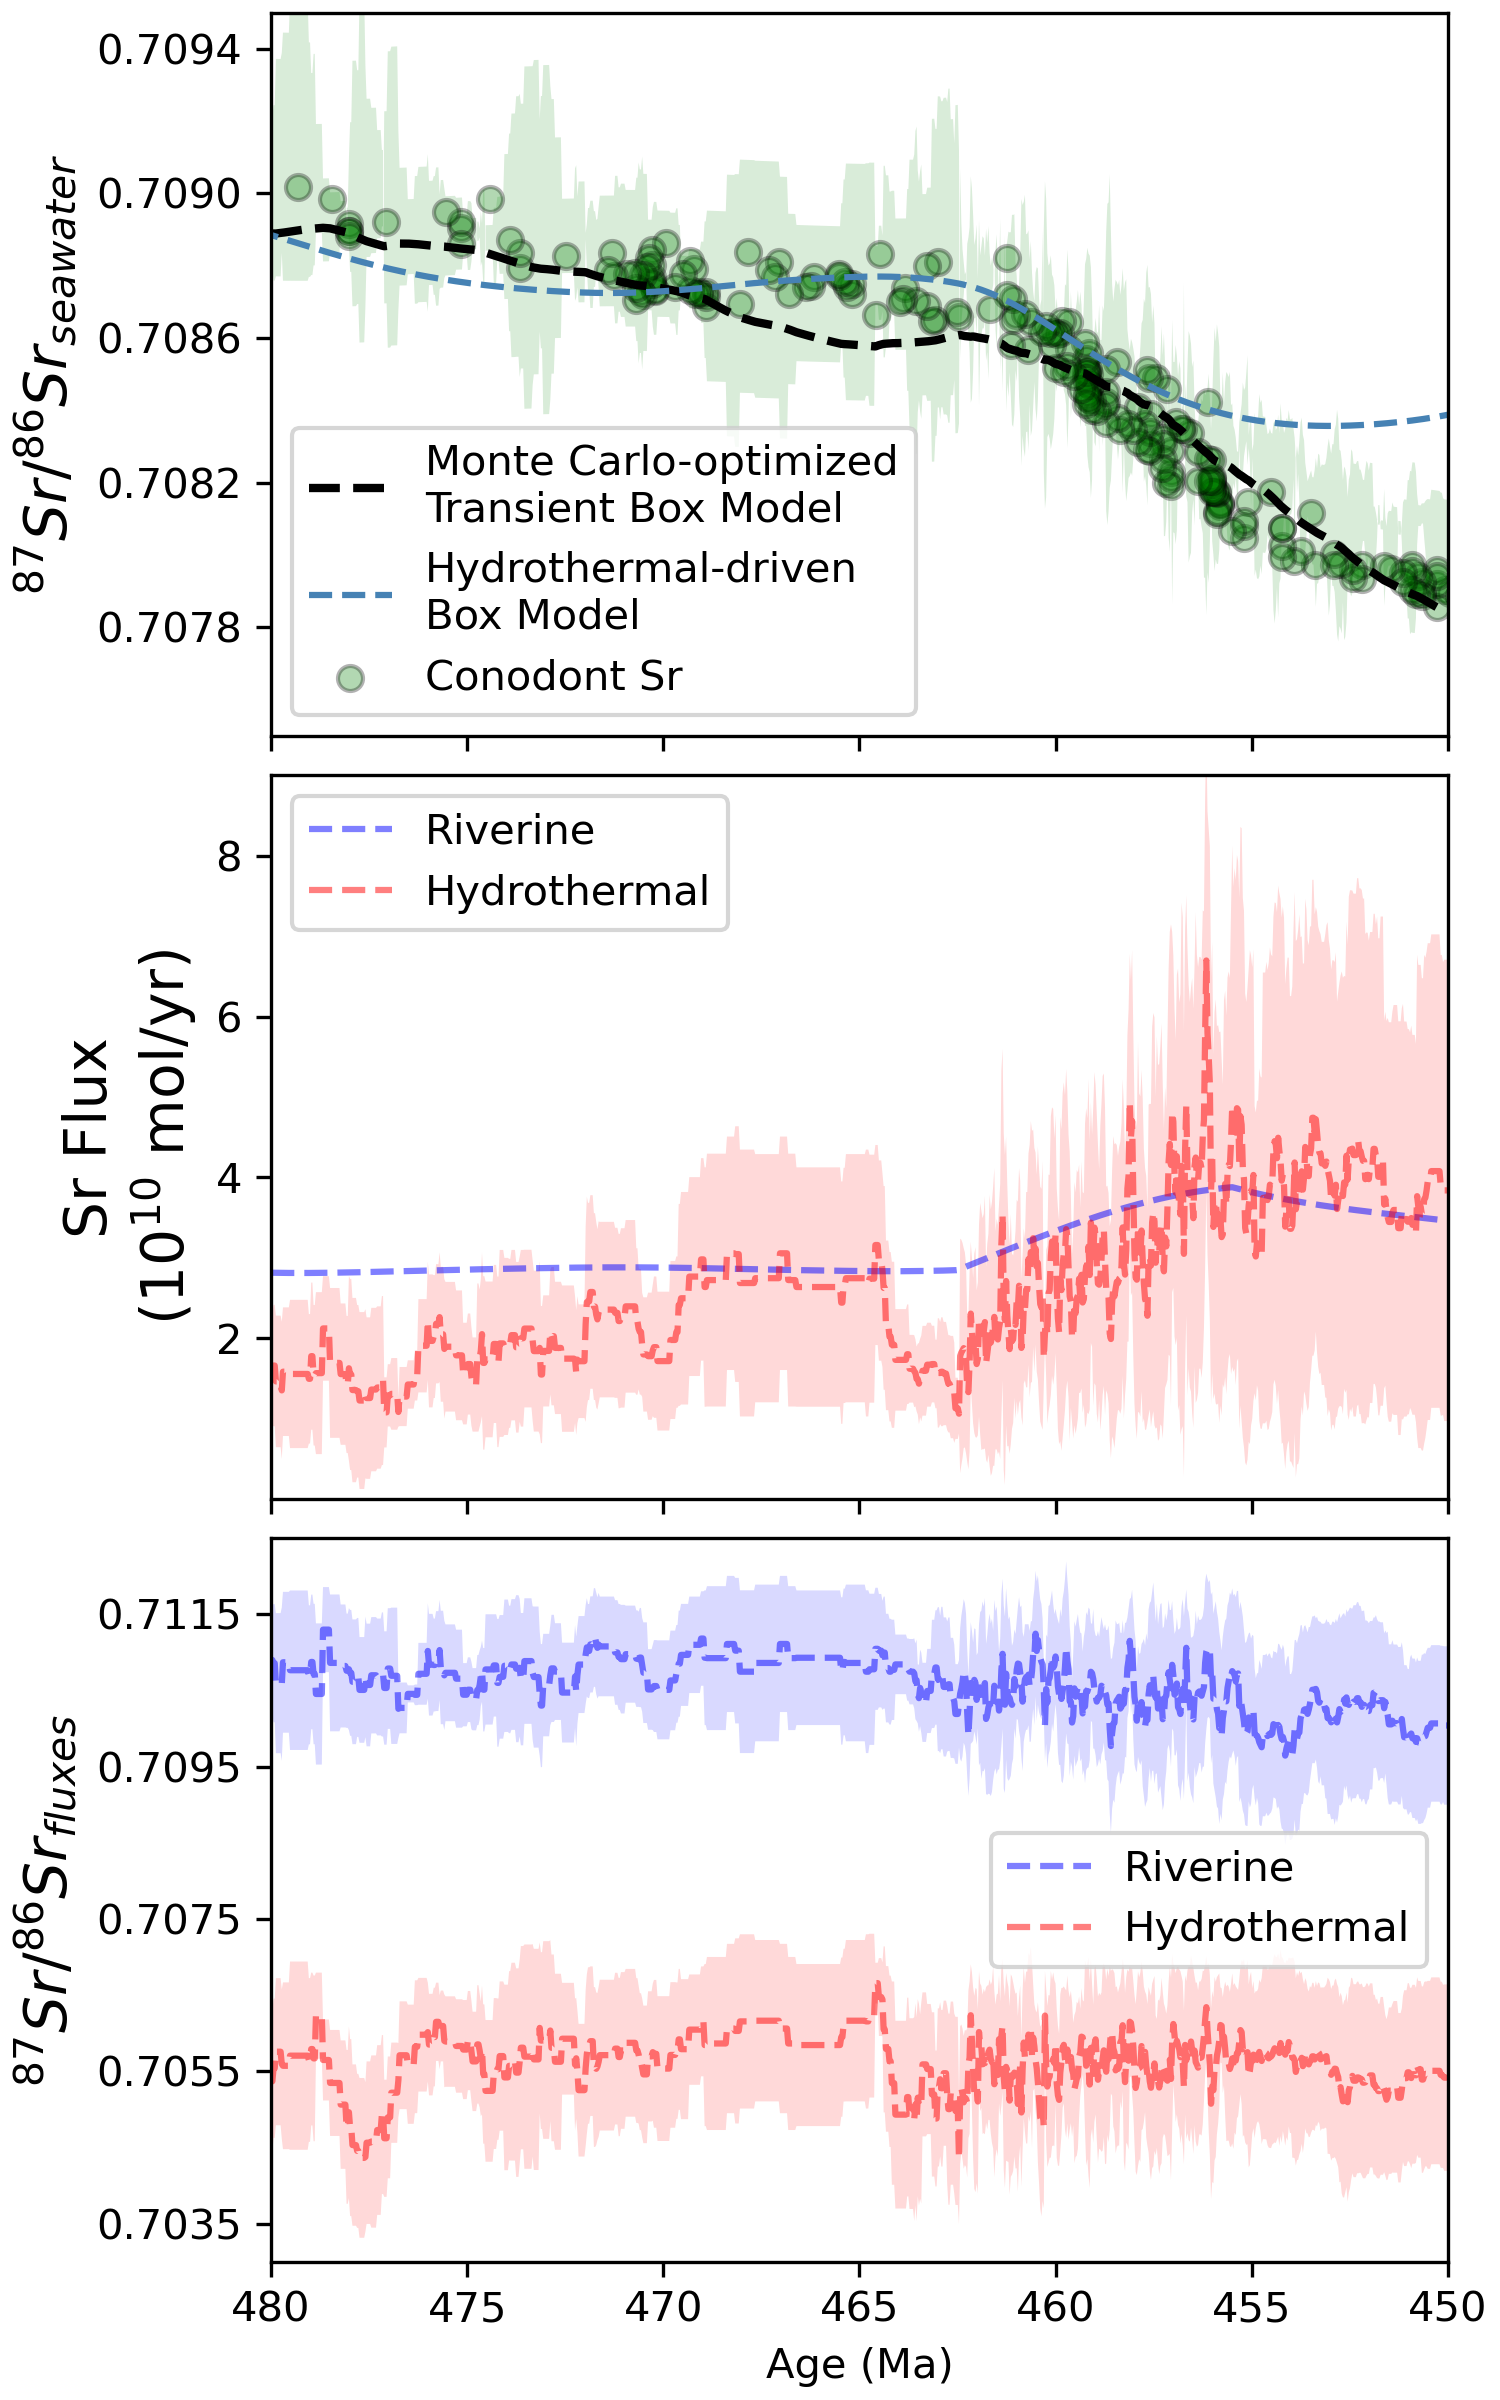 0.7094
0.7090
0.7086
0.7082
0.7078
⁸⁷Sr/⁸⁶Sr_seawater
Monte Carlo-optimized
Transient Box Model
Hydrothermal-driven
Box Model
Conodont Sr
8
6
4
2
Sr Flux
(10¹⁰ mol/yr)
Riverine
Hydrothermal
0.7115
0.7095
0.7075
0.7055
0.7035
⁸⁷Sr/⁸⁶Sr_fluxes
Riverine
Hydrothermal
480 475 470 465 460 455 450
Age (Ma)